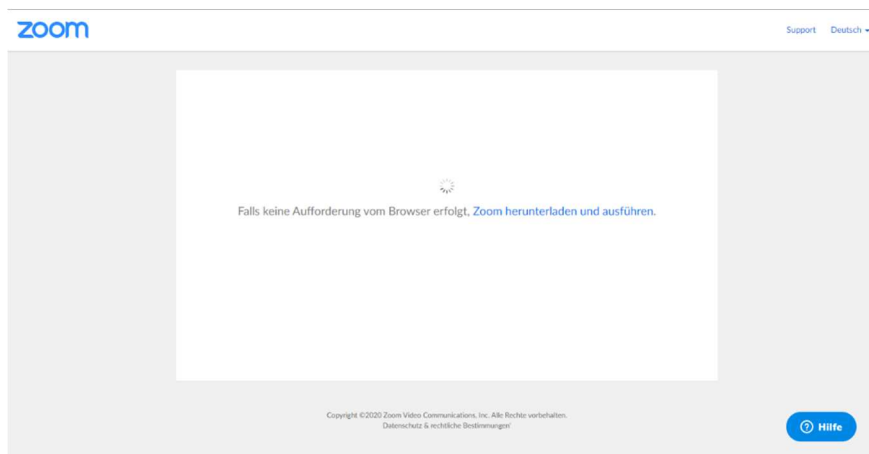 zoom
Support Deutsch
Falls keine Aufforderung vom Browser erfolgt, Zoom herunterladen und ausführen.
Copyright ©2020 Zoom Video Communications, Inc. Alle Rechte vorbehalten.
Datenschutz & rechtliche Bestimmungen
Hilfe